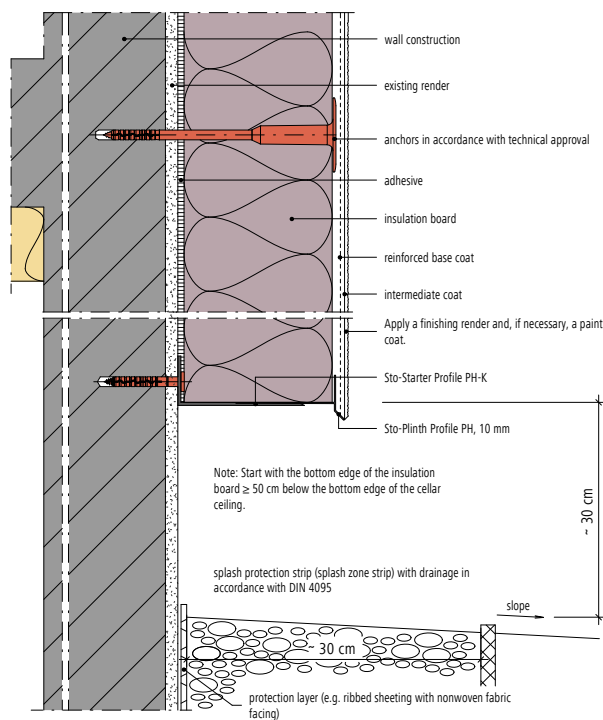 wall construction
existing render
anchors in accordance with technical approval
adhesive
insulation board
reinforced base coat
intermediate coat
Apply a finishing render and, if necessary, a paint
coat.
Sto-Starter Profile PH-K
Sto-Plinth Profile PH, 10 mm
Note: Start with the bottom edge of the insulation
board ≥ 50 cm below the bottom edge of the cellar
ceiling.
~ 30 cm
splash protection strip (splash zone strip) with drainage in
accordance with DIN 4095
slope
~ 30 cm
protection layer (e.g. ribbed sheeting with nonwoven fabric
facing)